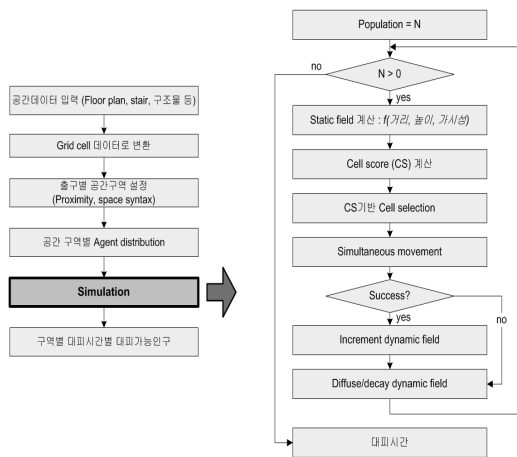 공간데이터 입력 (Floor plan, stair, 구조물 등)
Grid cell 데이터로 변환
출구별 공간구역 설정
(Proximity, space syntax)
공간 구역별 Agent distribution
Simulation
구역별 대피시간별 대피가능인구
Population = N
no
N > 0
yes
Static field 계산 : f(거리, 높이, 가시성)
Cell score (CS) 계산
CS기반 Cell selection
Simultaneous movement
Success?
yes
no
Increment dynamic field
Diffuse/decay dynamic field
대피시간